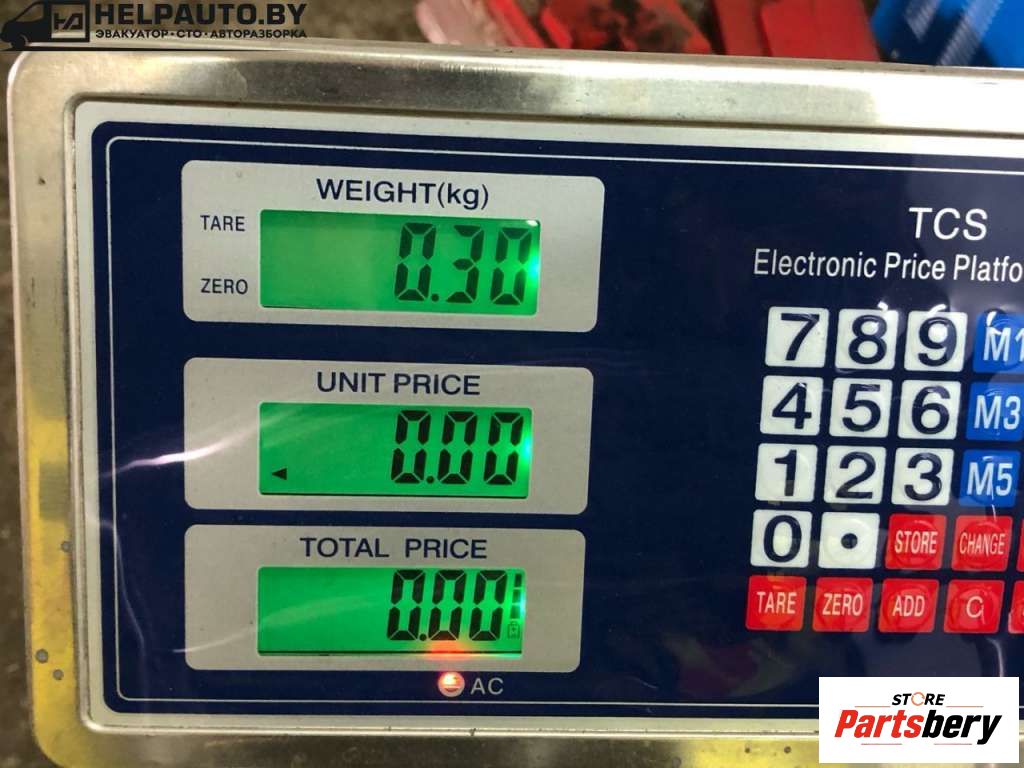 HELPAUTO.BY
ЭВАКУАТОР·СТО·АВТОРАЗБОРКА
WEIGHT(kg)
TARE
ZERO
0.30
UNIT PRICE
0.00
TOTAL PRICE
0.00
AC
TCS
Electronic Price
7 8 9
4 5 6 M3
1 2 3 M5
0 . STORE CHANGE
TARE ZERO ADD C
STORE
Partsbery